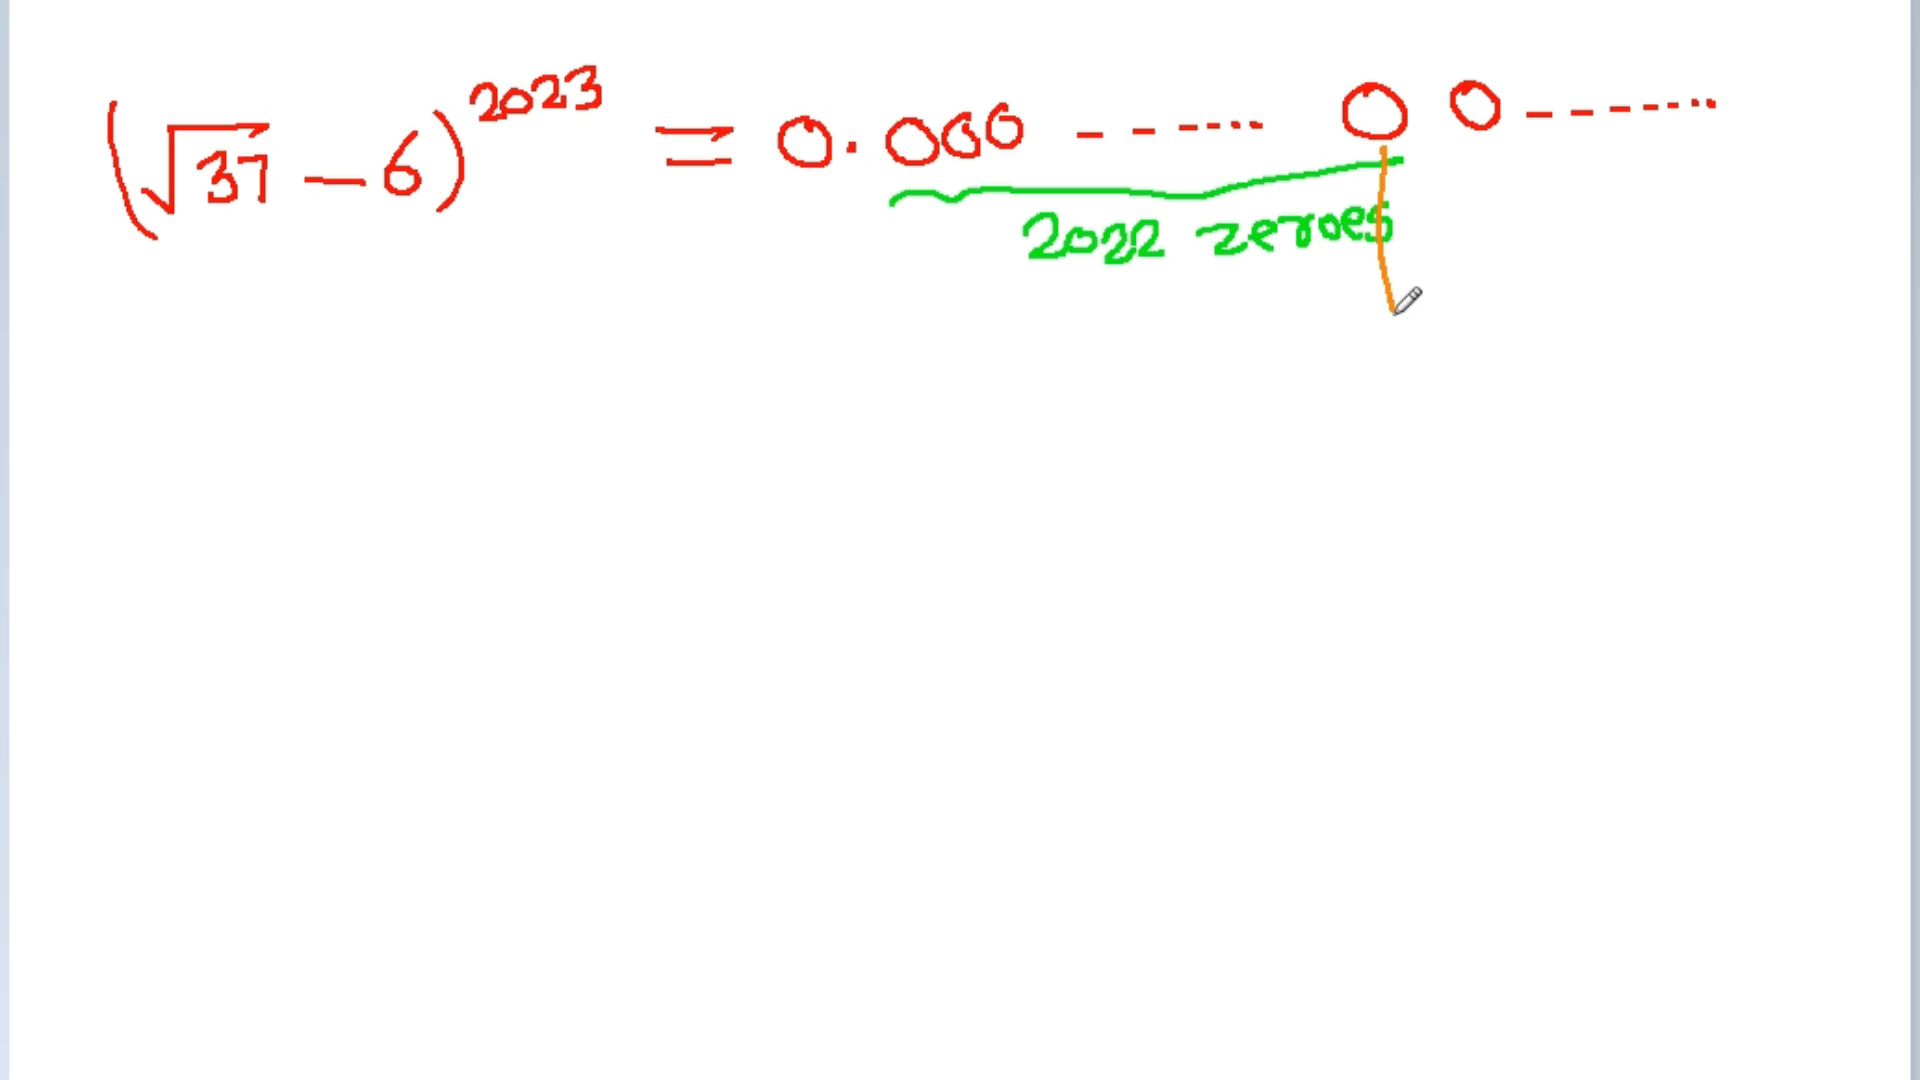 (√37 – 6)^2023 = 0.000 ------- 0 0 -------
2022 zeroes